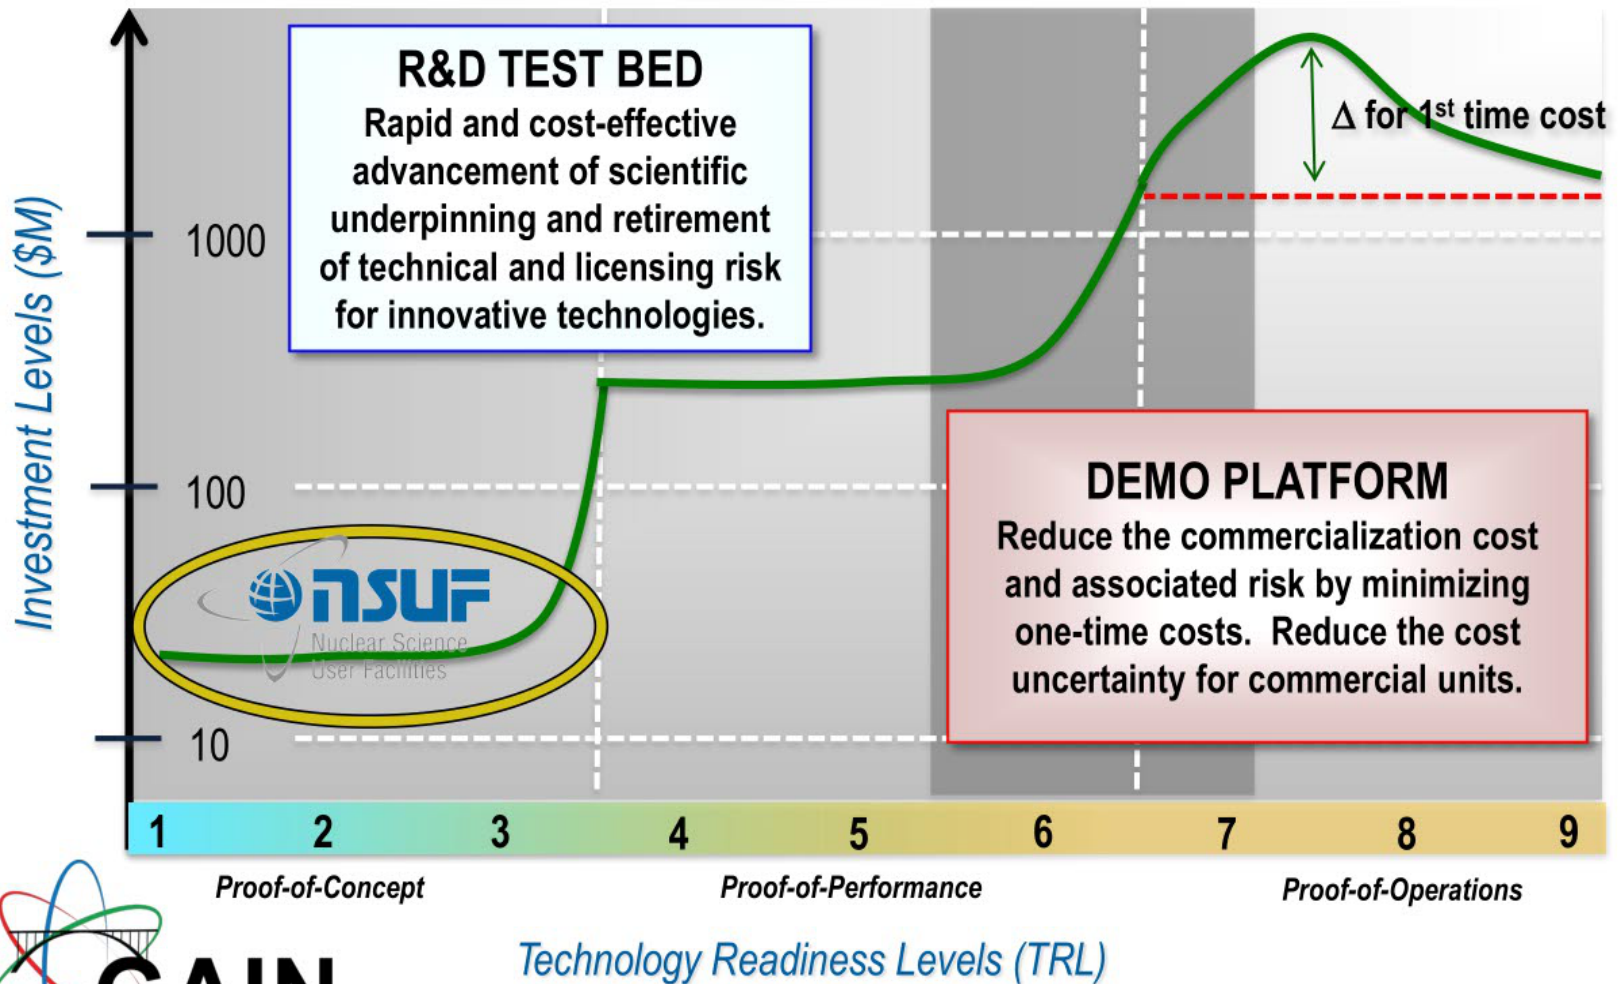 R&D TEST BED
Rapid and cost-effective
advancement of scientific
underpinning and retirement
of technical and licensing risk
for innovative technologies.
Δ for 1st time cost
Investment Levels ($M)
1000
100
10
nsuf
Nuclear Science
User Facilities
DEMO PLATFORM
Reduce the commercialization cost
and associated risk by minimizing
one-time costs. Reduce the cost
uncertainty for commercial units.
1 2 3 4 5 6 7 8 9
Proof-of-Concept Proof-of-Performance Proof-of-Operations
Technology Readiness Levels (TRL)
GAIN